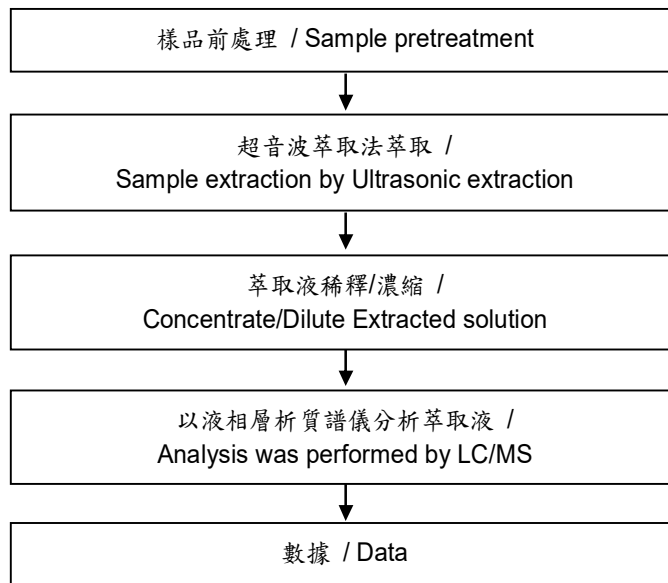 樣品前處理 / Sample pretreatment
超音波萃取法萃取 /
Sample extraction by Ultrasonic extraction
萃取液稀釋/濃縮 /
Concentrate/Dilute Extracted solution
以液相層析質譜儀分析萃取液 /
Analysis was performed by LC/MS
數據 / Data